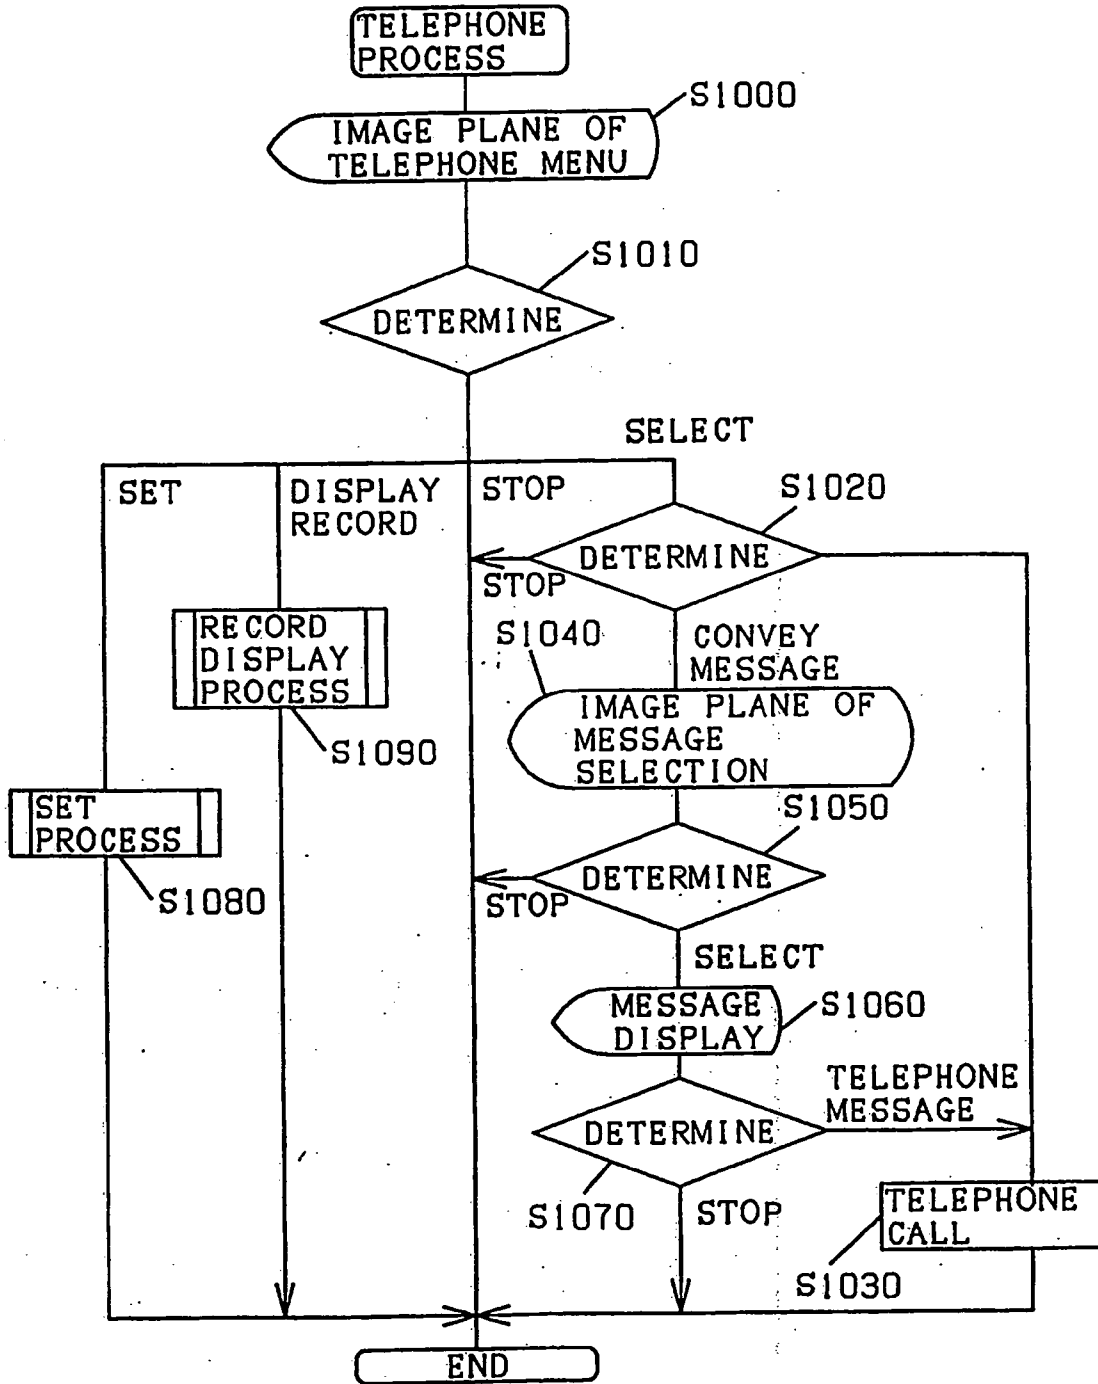 TELEPHONE
PROCESS
S1000
IMAGE PLANE OF
TELEPHONE MENU
S1010
DETERMINE
SELECT
SET
DISPLAY
RECORD
STOP
S1020
DETERMINE
STOP
S1040
CONVEY
MESSAGE
RECORD
DISPLAY
PROCESS
S1090
IMAGE PLANE OF
MESSAGE
SELECTION
S1050
SET
PROCESS
S1080
DETERMINE
STOP
SELECT
MESSAGE
DISPLAY
S1060
TELEPHONE
MESSAGE
DETERMINE
S1070
STOP
TELEPHONE
CALL
S1030
END